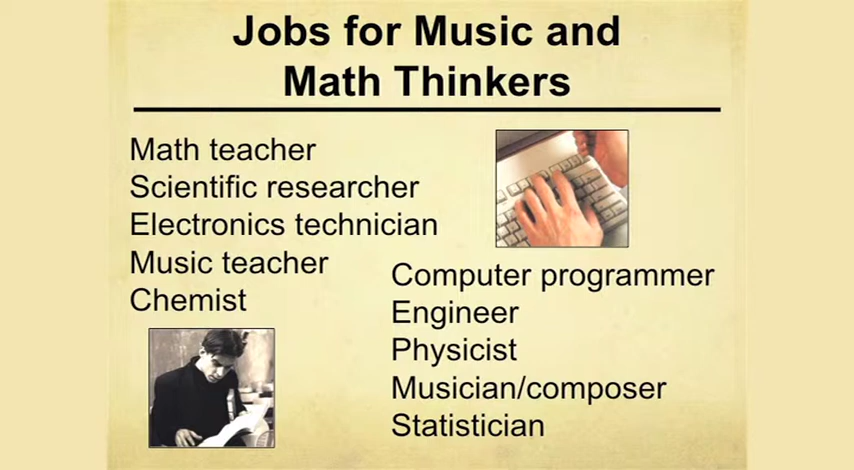 Jobs for Music and
Math Thinkers
Math teacher
Scientific researcher
Electronics technician
Music teacher
Chemist
Computer programmer
Engineer
Physicist
Musician/composer
Statistician